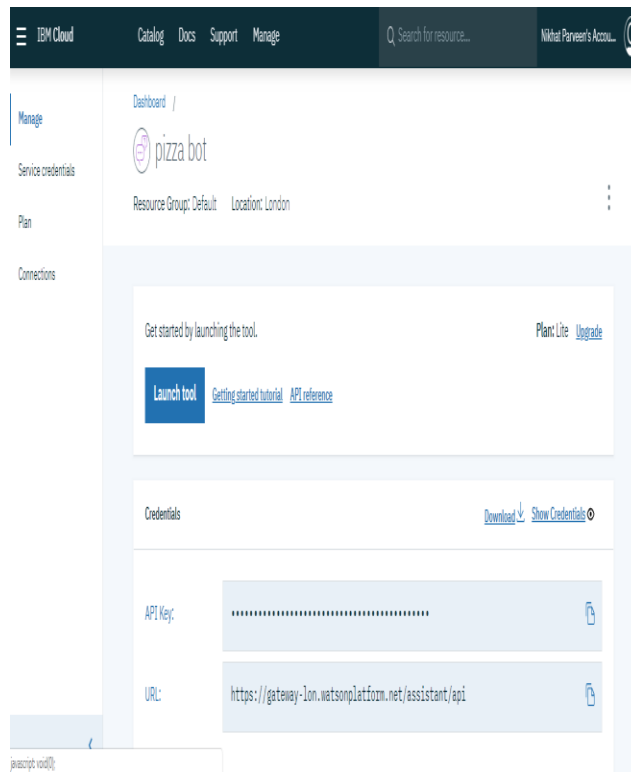 IBM Cloud Catalog Docs Support Manage Search for resource... Nikhat Parveen's Accou...
Manage
Service credentials
Plan
Connections
Dashboard /
pizza bot
Resource Group: Default Location: London
Get started by launching the tool. Plan: Lite Upgrade
Launch tool Getting started tutorial API reference
Credentials Download Show Credentials
API Key: ••••••••••••••••••••••••••••••••••••••••••••
URL: https://gateway-lon.watsonplatform.net/assistant/api
javascript: void(0);